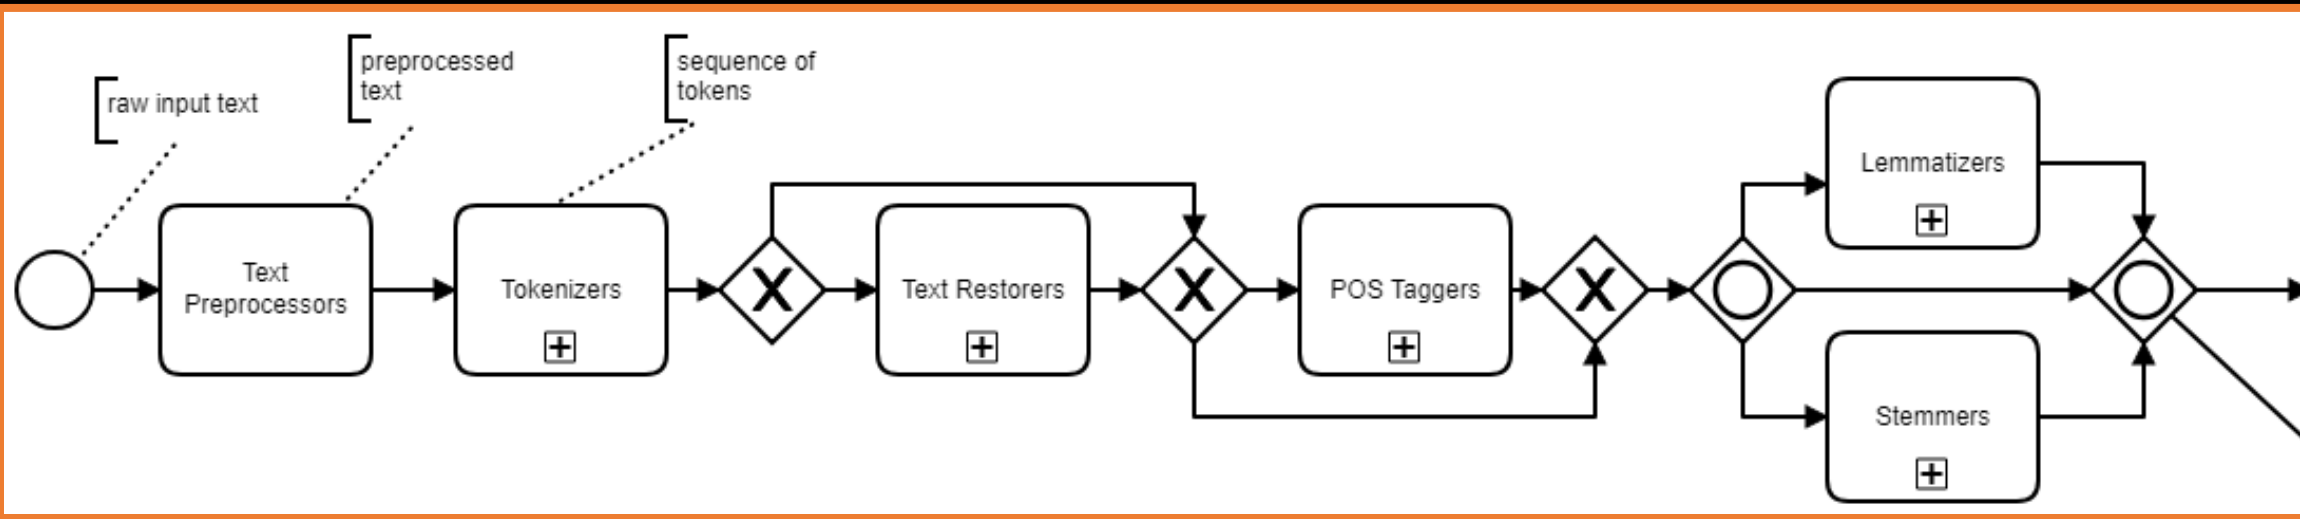 raw input text
preprocessed
text
sequence of
tokens
Text
Preprocessors
Tokenizers
X
Text Restorers
X
POS Taggers
X
Lemmatizers
Stemmers